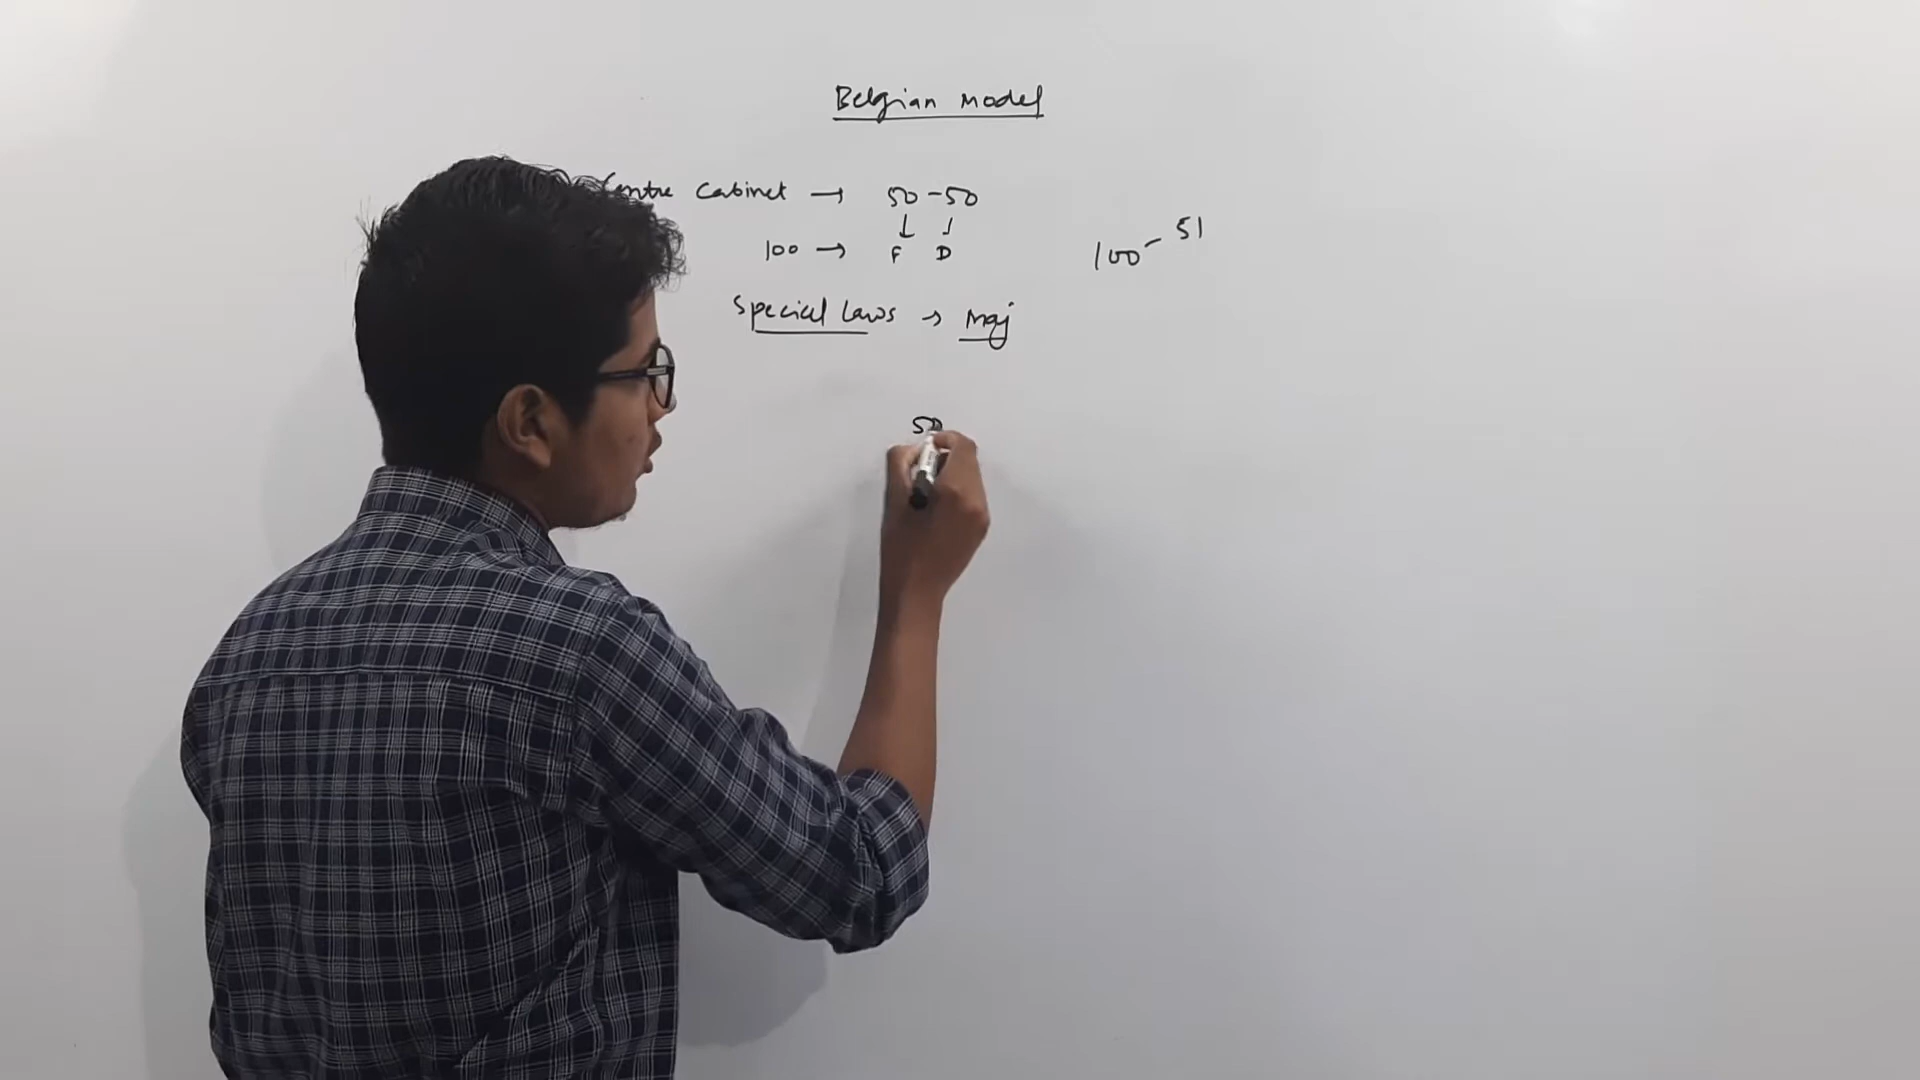 Belgian Model
Centre Cabinet → 50-50
↓ ↓
100 → F D
100 - 51
Special Laws → Maj
50